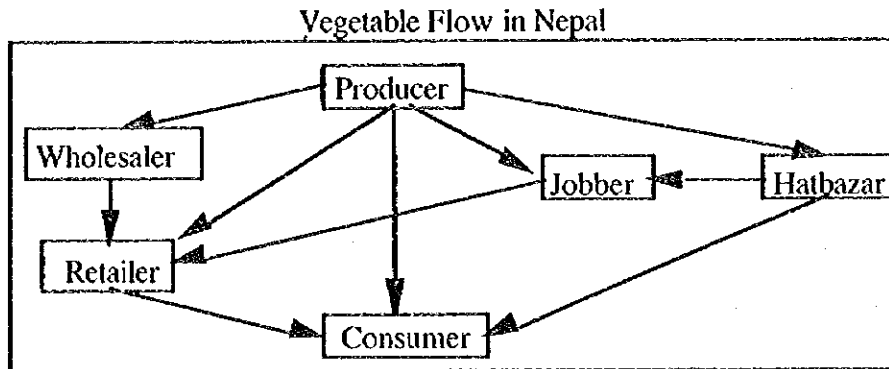 Vegetable Flow in Nepal
Producer
Wholesaler
Jobber
Hatbazar
Retailer
Consumer